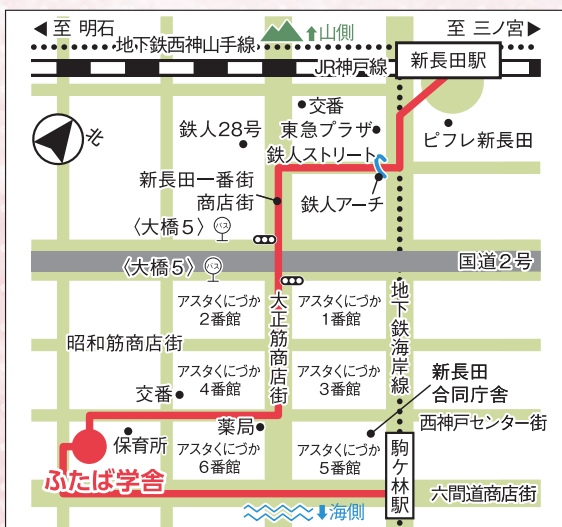 ◀至 明石
↑山側
至 三ノ宮▶
地下鉄西神山手線
JR神戸線
新長田駅
交番
鉄人28号
東急プラザ
ピフレ新長田
北
鉄人ストリート
新長田一番街
商店街
鉄人アーチ
〈大橋5〉
バス
〈大橋5〉
バス
国道2号
アスタくにづか
2番館
大正筋商店街
アスタくにづか
1番館
地下鉄海岸線
昭和筋商店街
アスタくにづか
4番館
アスタくにづか
3番館
新長田
合同庁舎
交番
薬局
西神戸センター街
保育所
アスタくにづか
6番館
アスタくにづか
5番館
駒ケ林駅
ふたば学舎
六間道商店街
↓海側